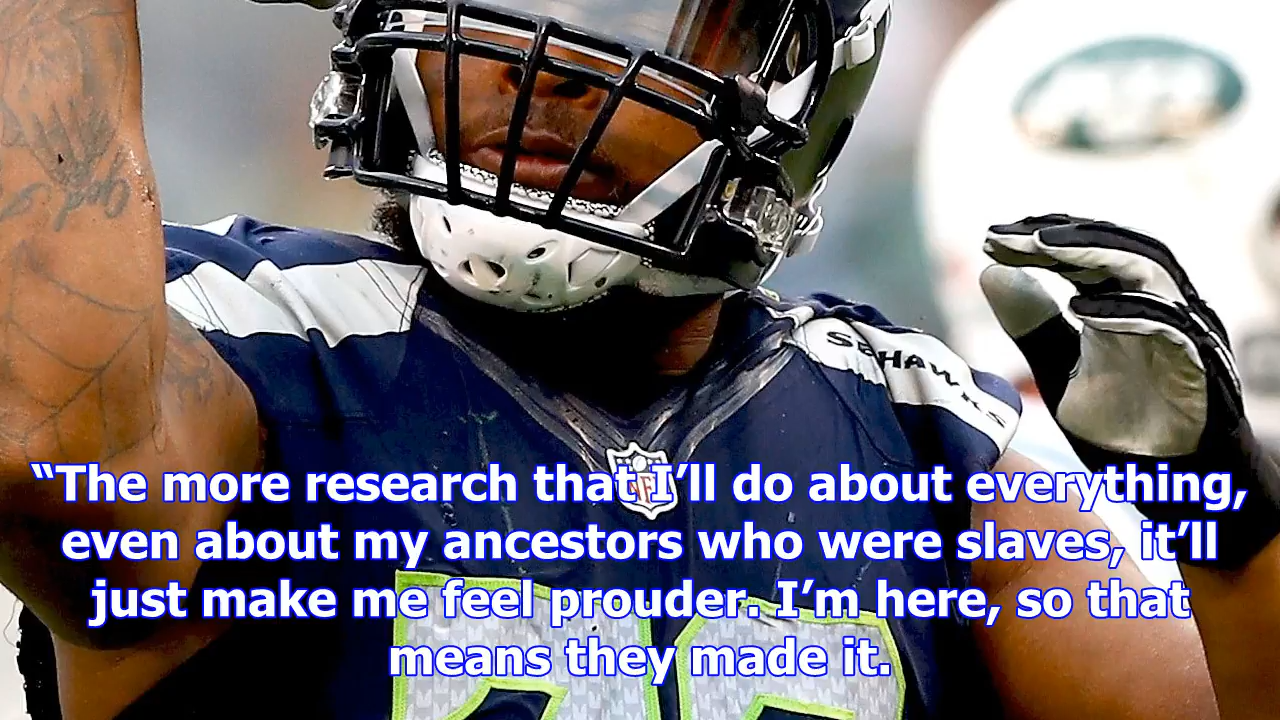 SEAHAWKS
NFL
“The more research that I’ll do about everything,
even about my ancestors who were slaves, it’ll
just make me feel prouder. I’m here, so that
means they made it.